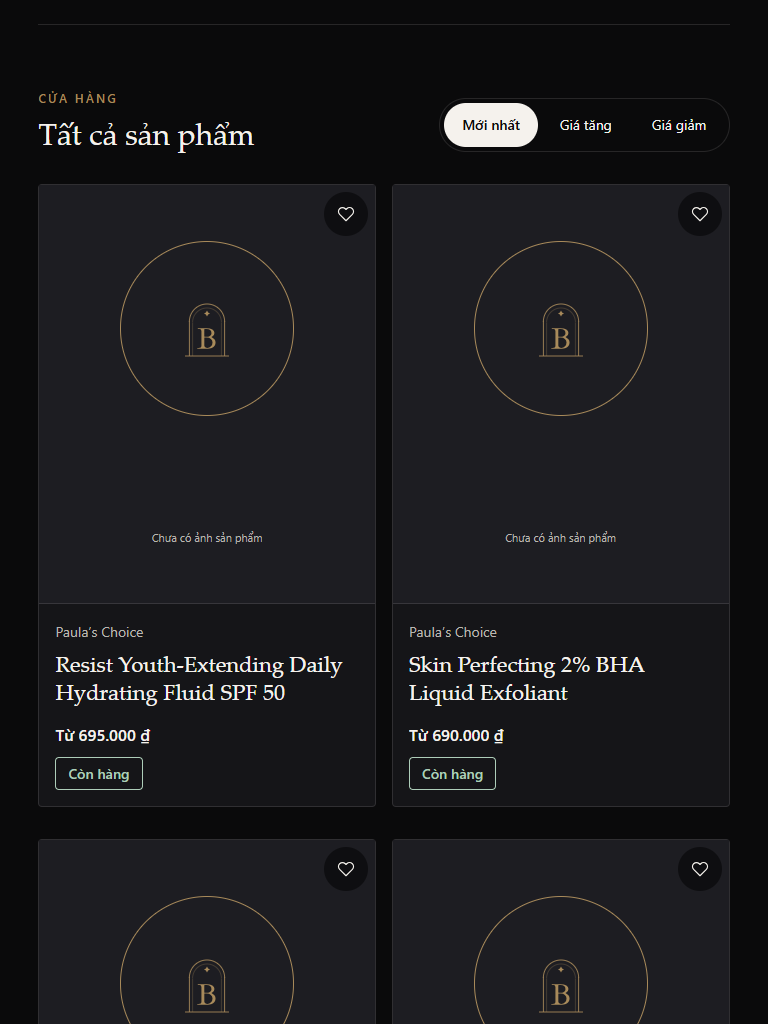 CỬA HÀNG
Tất cả sản phẩm
Mới nhất
Giá tăng
Giá giảm
B
B
Chưa có ảnh sản phẩm
Chưa có ảnh sản phẩm
Paula's Choice
Resist Youth-Extending Daily
Hydrating Fluid SPF 50
Từ 695.000 ₫
Còn hàng
Paula's Choice
Skin Perfecting 2% BHA
Liquid Exfoliant
Từ 690.000 ₫
Còn hàng
B
B